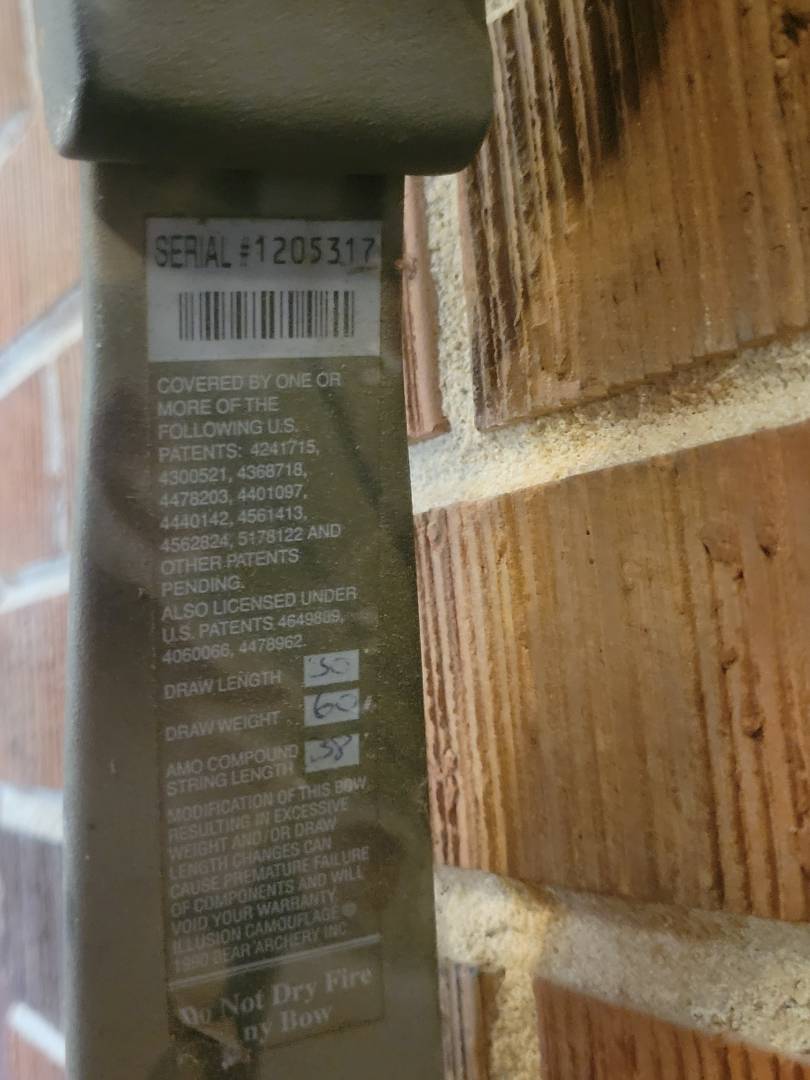 SERIAL #1205317
COVERED BY ONE OR
MORE OF THE
FOLLOWING U.S.
PATENTS: 4241715,
4300521, 4368718,
4478203, 4401097,
4440142, 4561413,
4562824, 5178122 AND
OTHER PATENTS
PENDING.
ALSO LICENSED UNDER
U.S. PATENTS
4060066, 4478962.
DRAW LENGTH 30
DRAW WEIGHT 60
AMO COMPOUND
STRING LENGTH 38
MODIFICATION OF THIS BOW
RESULTING IN EXCESSIVE
WEIGHT AND/OR DRAW
LENGTH CHANGES CAN
CAUSE PREMATURE FAILURE
OF COMPONENTS AND WILL
VOID YOUR WARRANTY
ILLUSION CAMOUFLAGE
1990 BEAR ARCHERY INC
Do Not Dry Fire
ny Bow